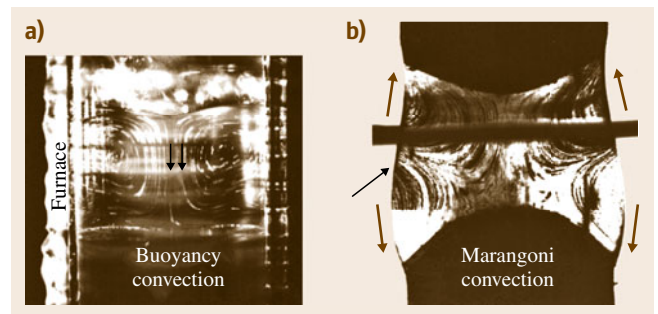 a)
Furnace
Buoyancy
convection
b)
Marangoni
convection